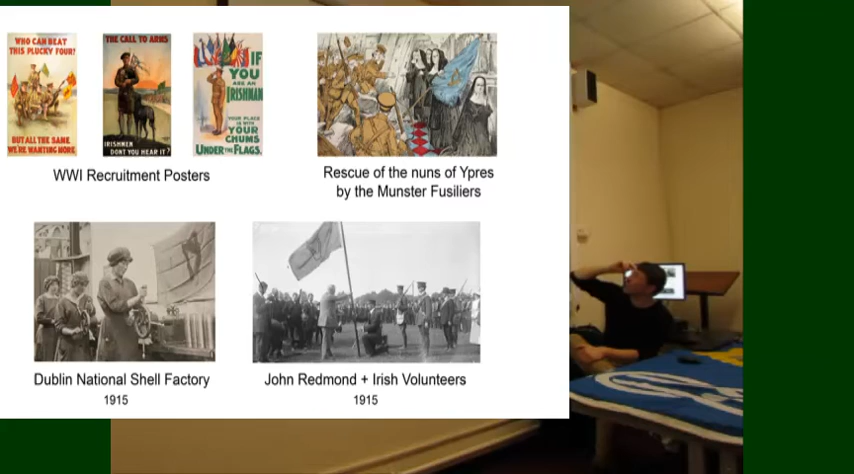 WHO CAN BEAT
THIS PLUCKY FOUR?
BUT ALL THE SAME
WE'RE WANTING MORE
THE CALL TO ARMS
IRISHMEN
DONT YOU HEAR IT?
IF
YOU
ARE AN
IRISHMAN
YOUR PLACE
IS WITH
YOUR
CHUMS
UNDER THE FLAGS.
WWI Recruitment Posters
Rescue of the nuns of Ypres
by the Munster Fusiliers
Dublin National Shell Factory
1915
John Redmond + Irish Volunteers
1915